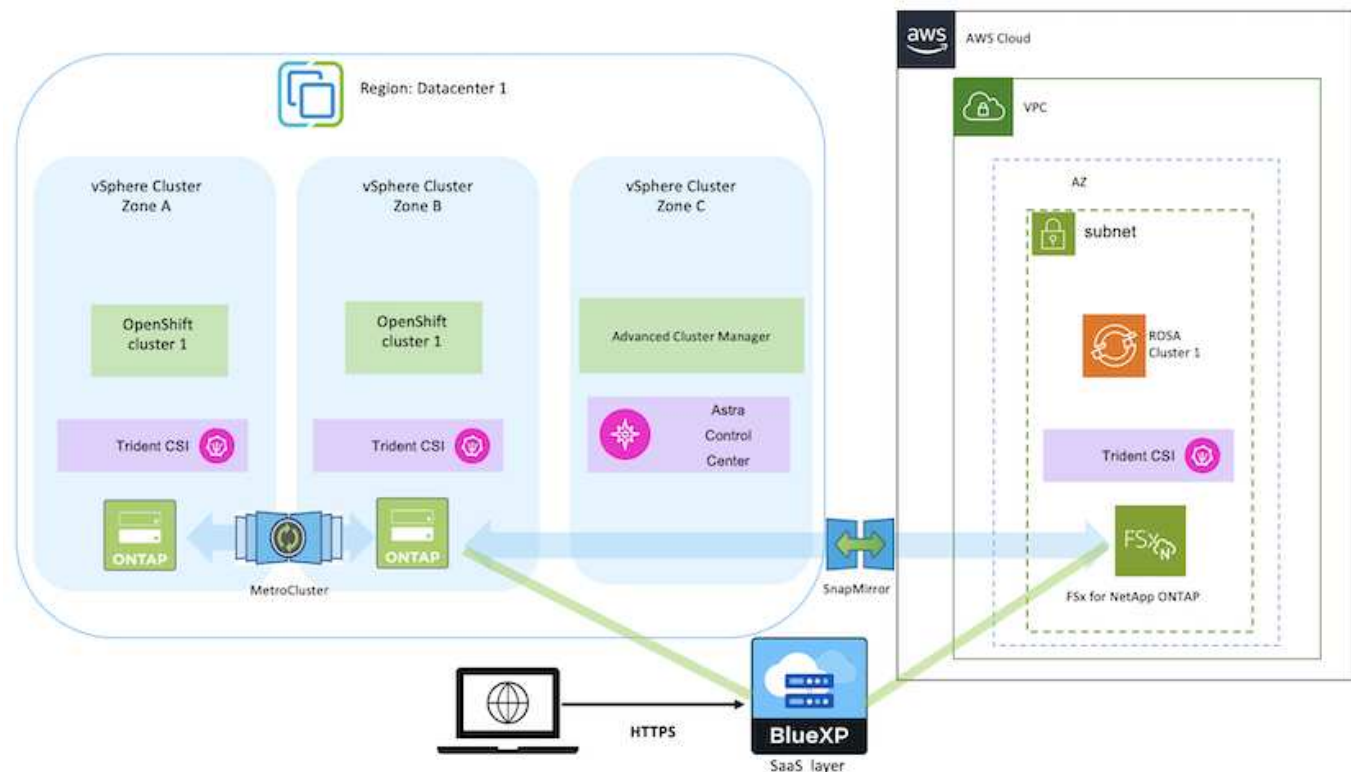 aws
AWS Cloud
Region: Datacenter 1
VPC
AZ
vSphere Cluster
Zone A
vSphere Cluster
Zone B
vSphere Cluster
Zone C
subnet
OpenShift
cluster 1
OpenShift
cluster 1
Advanced Cluster Manager
ROSA
Cluster 1
Astra
Control
Center
Trident CSI
Trident CSI
Trident CSI
ONTAP
ONTAP
FSx
N
MetroCluster
SnapMirror
FSx for NetApp ONTAP
HTTPS
BlueXP
SaaS layer